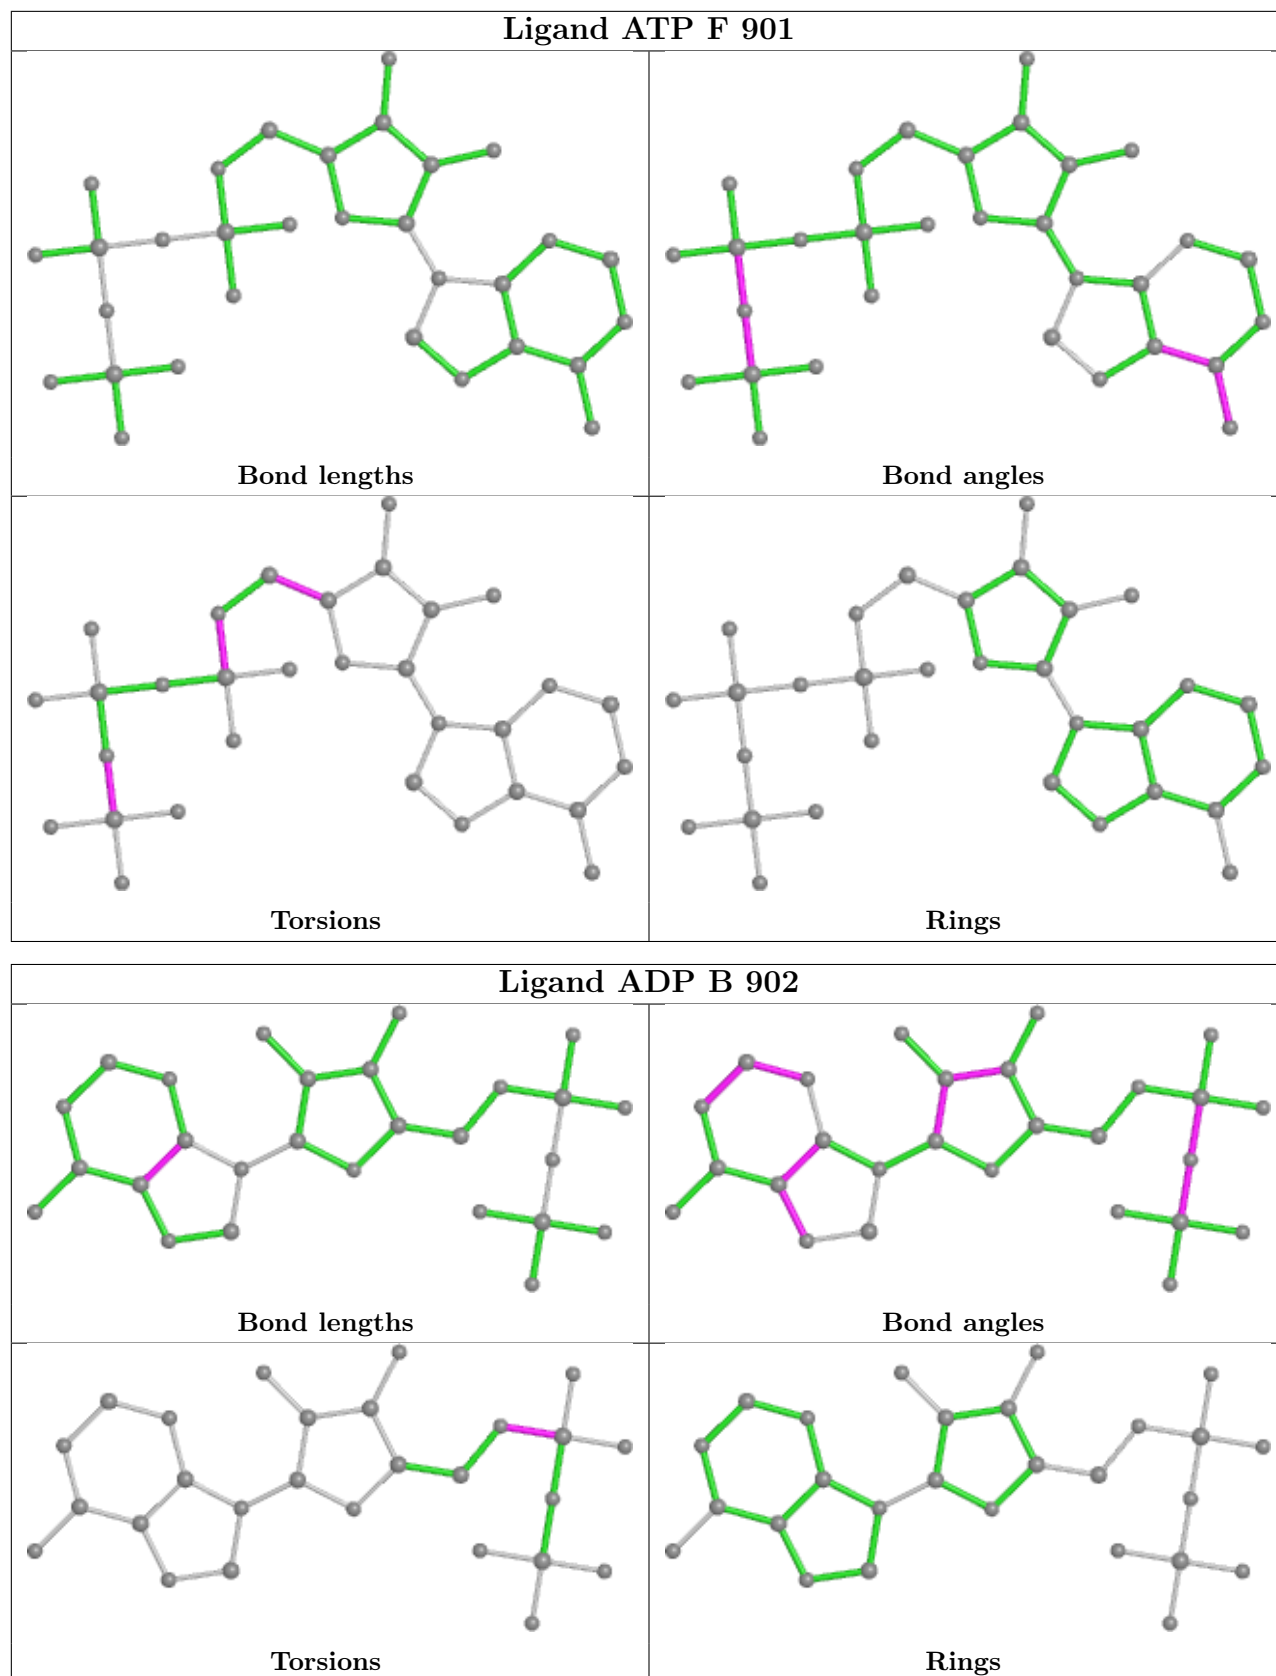 Ligand ATP F 901
Bond lengths
Bond angles
Torsions
Rings
Ligand ADP B 902
Bond lengths
Bond angles
Torsions
Rings